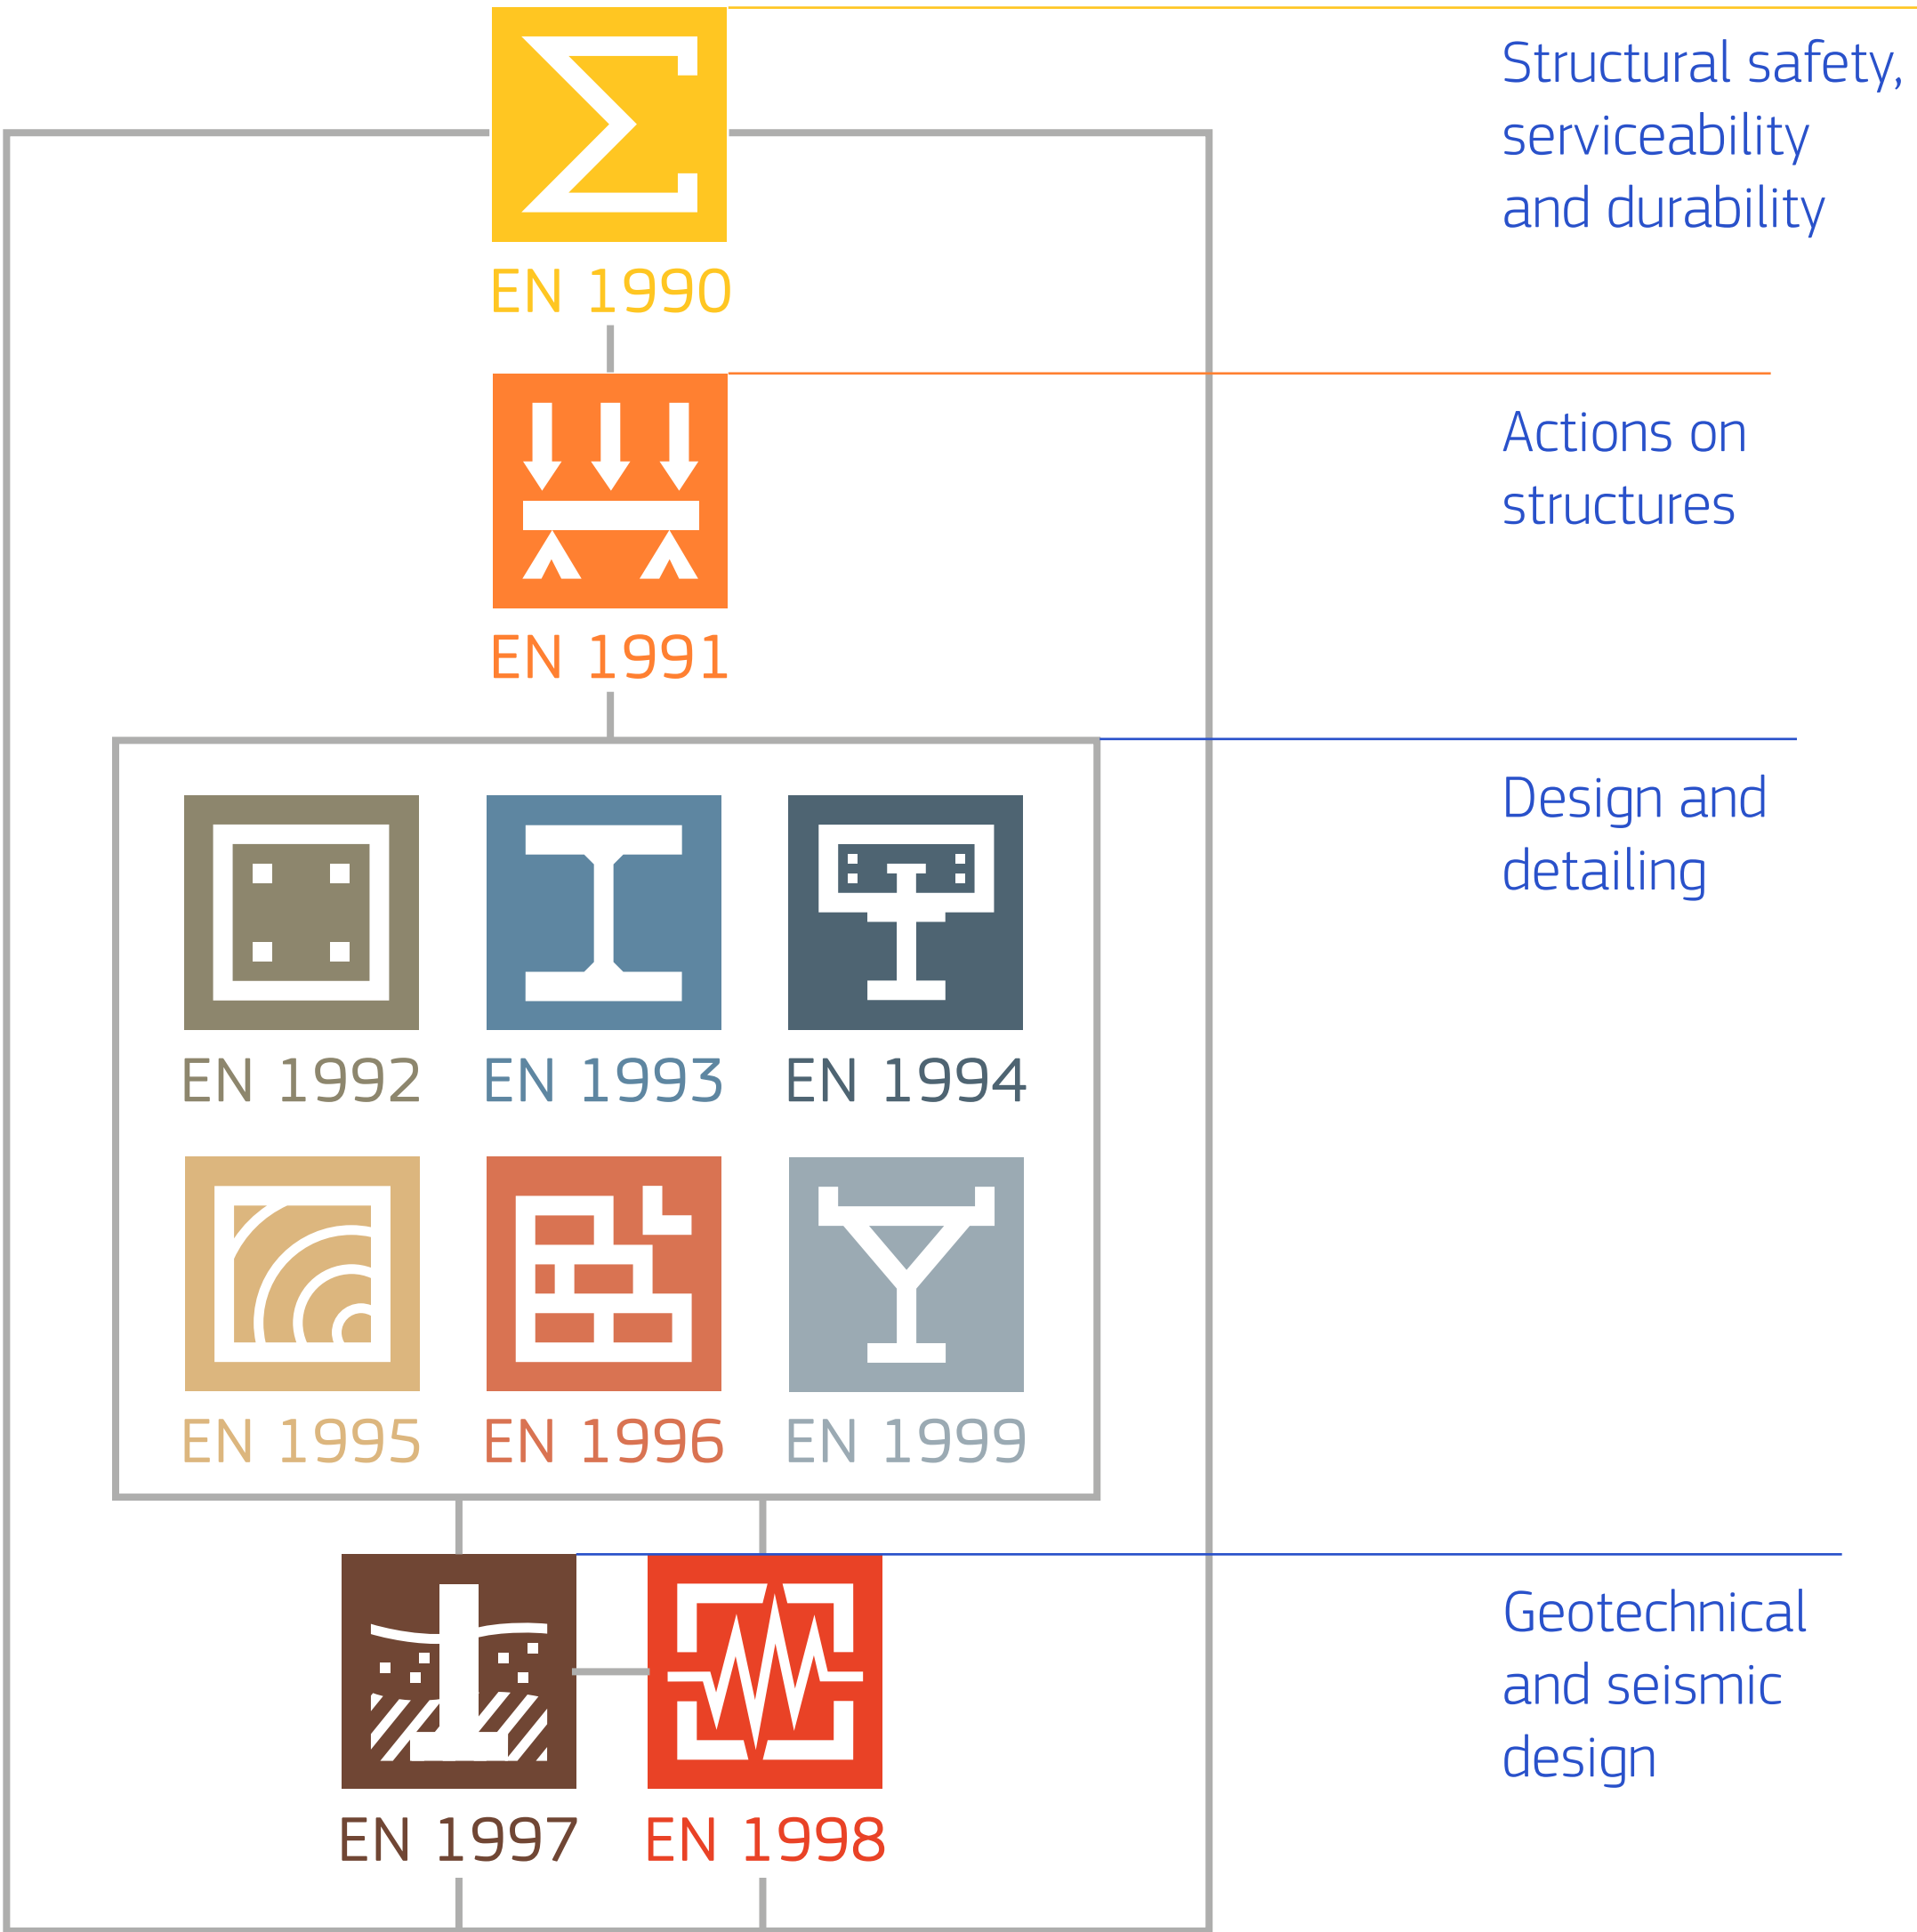 Structural safety,
serviceability
and durability
EN 1990
Actions on
structures
EN 1991
Design and
detailing
EN 1992 EN 1993 EN 1994
EN 1995 EN 1996 EN 1999
Geotechnical
and seismic
design
EN 1997 EN 1998